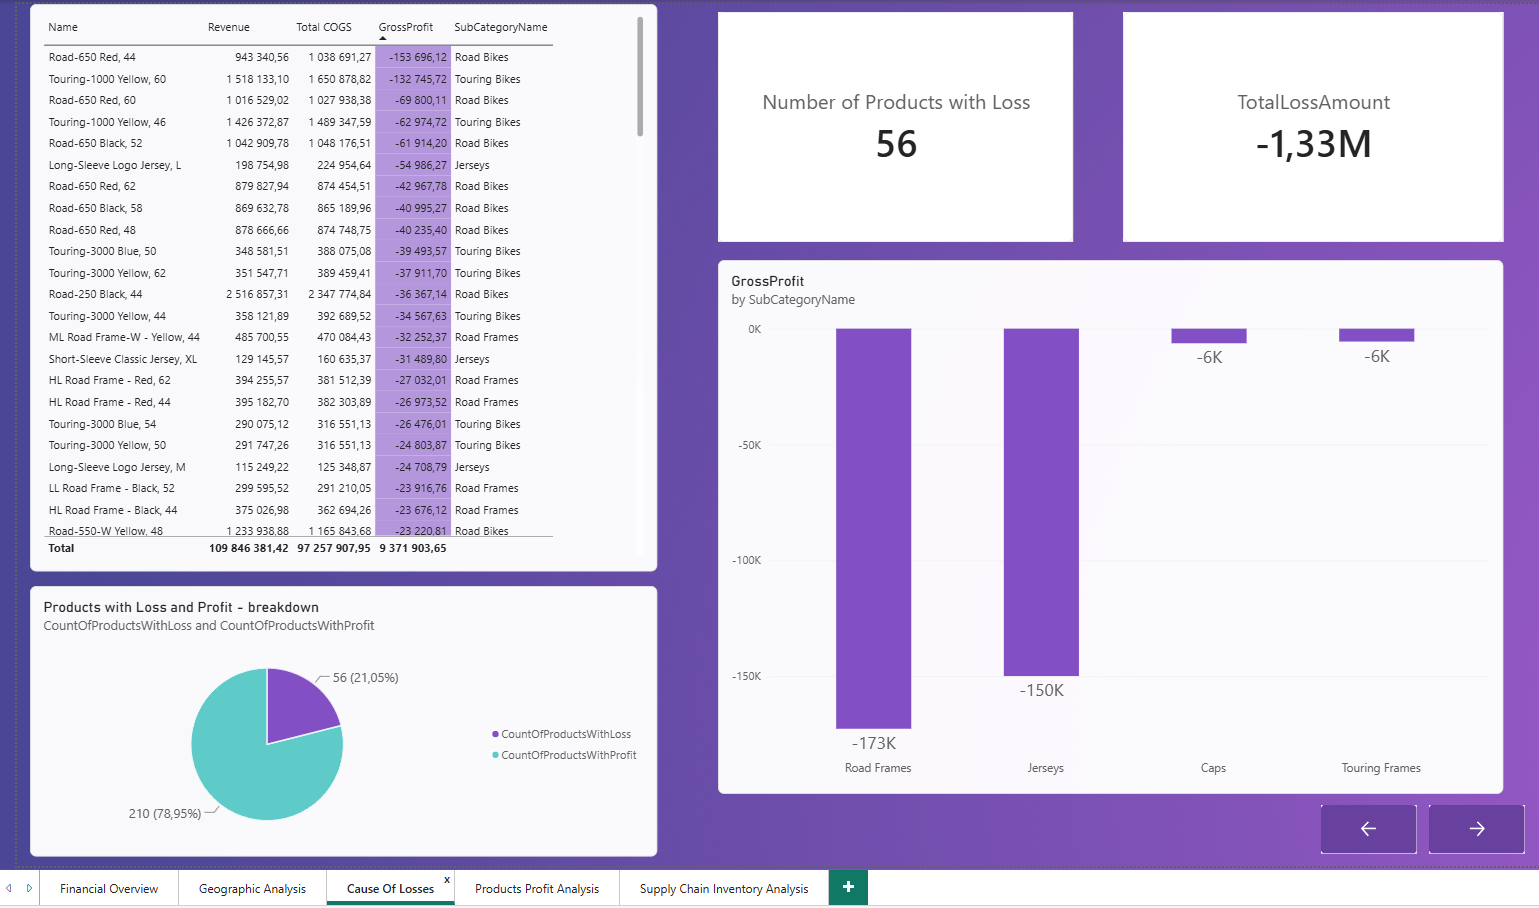 Name Revenue Total COGS GrossProfit SubCategoryName
Road-650 Red, 44 943 340,56 1 038 691,27 -153 696,12 Road Bikes
Touring-1000 Yellow, 60 1 518 133,10 1 650 878,82 -132 745,72 Touring Bikes
Road-650 Red, 60 1 016 529,02 1 027 938,38 -69 800,11 Road Bikes
Touring-1000 Yellow, 46 1 426 372,87 1 489 347,59 -62 974,72 Touring Bikes
Road-650 Black, 52 1 042 909,78 1 048 176,51 -61 914,20 Road Bikes
Long-Sleeve Logo Jersey, L 198 754,98 224 954,64 -54 986,27 Jerseys
Road-650 Red, 62 879 827,94 874 454,51 -42 967,78 Road Bikes
Road-650 Black, 58 869 632,78 865 189,96 -40 995,27 Road Bikes
Road-650 Red, 48 878 666,66 874 748,75 -40 235,40 Road Bikes
Touring-3000 Blue, 50 348 581,51 388 075,08 -39 493,57 Touring Bikes
Touring-3000 Yellow, 62 351 547,71 389 459,41 -37 911,70 Touring Bikes
Road-250 Black, 44 2 516 857,31 2 347 774,84 -36 367,14 Road Bikes
Touring-3000 Yellow, 44 358 121,89 392 689,52 -34 567,63 Touring Bikes
ML Road Frame-W - Yellow, 44 485 700,55 470 084,43 -32 252,37 Road Frames
Short-Sleeve Classic Jersey, XL 129 145,57 160 635,37 -31 489,80 Jerseys
HL Road Frame - Red, 62 394 255,57 381 512,39 -27 032,01 Road Frames
HL Road Frame - Red, 44 395 182,70 382 303,89 -26 973,52 Road Frames
Touring-3000 Blue, 54 290 075,12 316 551,13 -26 476,01 Touring Bikes
Touring-3000 Yellow, 50 291 747,26 316 551,13 -24 803,87 Touring Bikes
Long-Sleeve Logo Jersey, M 115 249,22 125 348,87 -24 708,79 Jerseys
LL Road Frame - Black, 52 299 595,52 291 210,05 -23 916,76 Road Frames
HL Road Frame - Black, 44 375 026,98 362 694,26 -23 676,12 Road Frames
Road-550-W Yellow, 48 1 233 938,88 1 165 843,68 -23 220,81 Road Bikes
Total 109 846 381,42 97 257 907,95 9 371 903,65
Number of Products with Loss
56
TotalLossAmount
-1,33M
GrossProfit
by SubCategoryName
0K
-50K
-100K
-150K
-173K
-150K
-6K
-6K
Road Frames Jerseys Caps Touring Frames
Products with Loss and Profit - breakdown
CountOfProductsWithLoss and CountOfProductsWithProfit
56 (21,05%)
210 (78,95%)
CountOfProductsWithLoss
CountOfProductsWithProfit
Financial Overview Geographic Analysis Cause Of Losses x Products Profit Analysis Supply Chain Inventory Analysis +